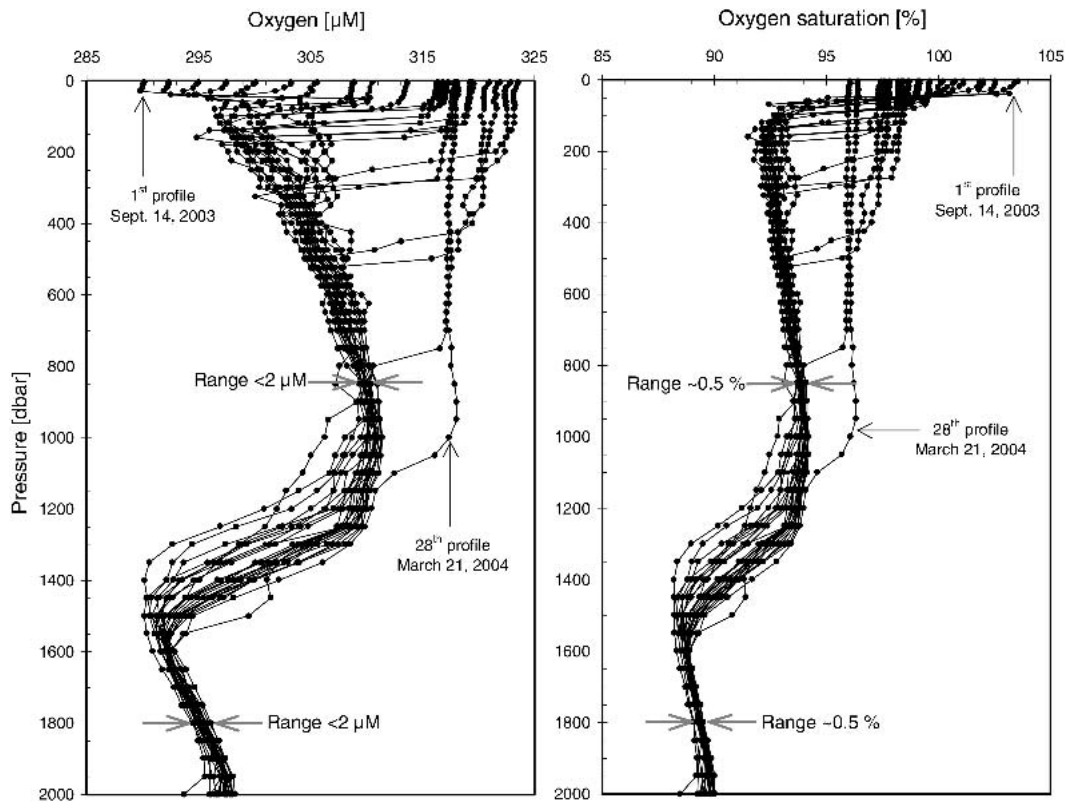 Oxygen [µM]
285 295 305 315 325
Oxygen saturation [%]
85 90 95 100 105
Pressure [dbar]
0
200
400
600
800
1000
1200
1400
1600
1800
2000
1st profile
Sept. 14, 2003
Range <2 µM
28th profile
March 21, 2004
Range <2 µM
0
200
400
600
800
1000
1200
1400
1600
1800
2000
1st profile
Sept. 14, 2003
Range ~0.5 %
28th profile
March 21, 2004
Range ~0.5 %